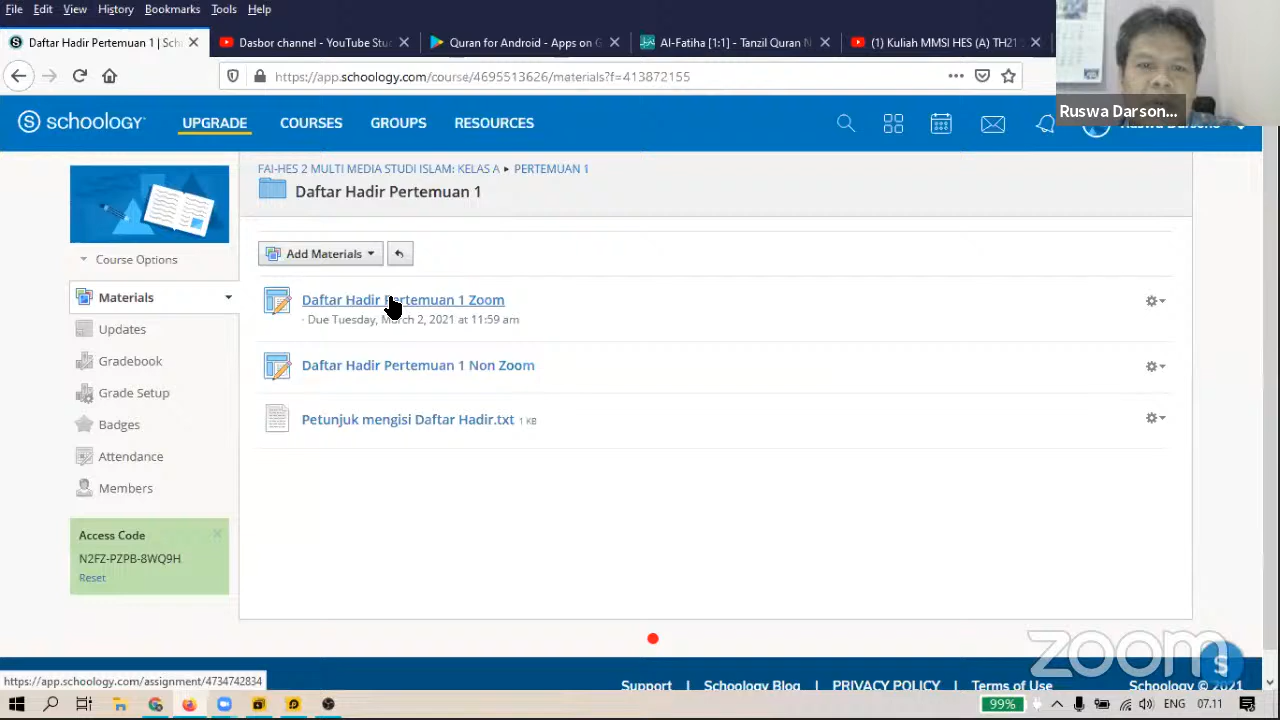 File Edit View History Bookmarks Tools Help
Daftar Hadir Pertemuan 1 | Sch
Dasbor channel - YouTube Stu
Quran for Android - Apps on G
Al-Fatiha [1:1] - Tanzil Quran N
(1) Kuliah MMSI HES (A) TH21
https://app.schoology.com/course/4695513626/materials?f=413872155
Ruswa Darson...
S schoology
UPGRADE COURSES GROUPS RESOURCES
FAI-HES 2 MULTI MEDIA STUDI ISLAM: KELAS A ▸ PERTEMUAN 1
Daftar Hadir Pertemuan 1
Course Options
Add Materials
Materials
Updates
Gradebook
Grade Setup
Badges
Attendance
Members
Daftar Hadir Pertemuan 1 Zoom
· Due Tuesday, March 2, 2021 at 11:59 am
Daftar Hadir Pertemuan 1 Non Zoom
Petunjuk mengisi Daftar Hadir.txt 1 KB
Access Code
N2FZ-PZPB-8WQ9H
Reset
zoom
https://app.schoology.com/assignment/4734742834
Support | Schoology Blog | PRIVACY POLICY | Terms of Use
Schoology © 2021
99%
ENG
07.11